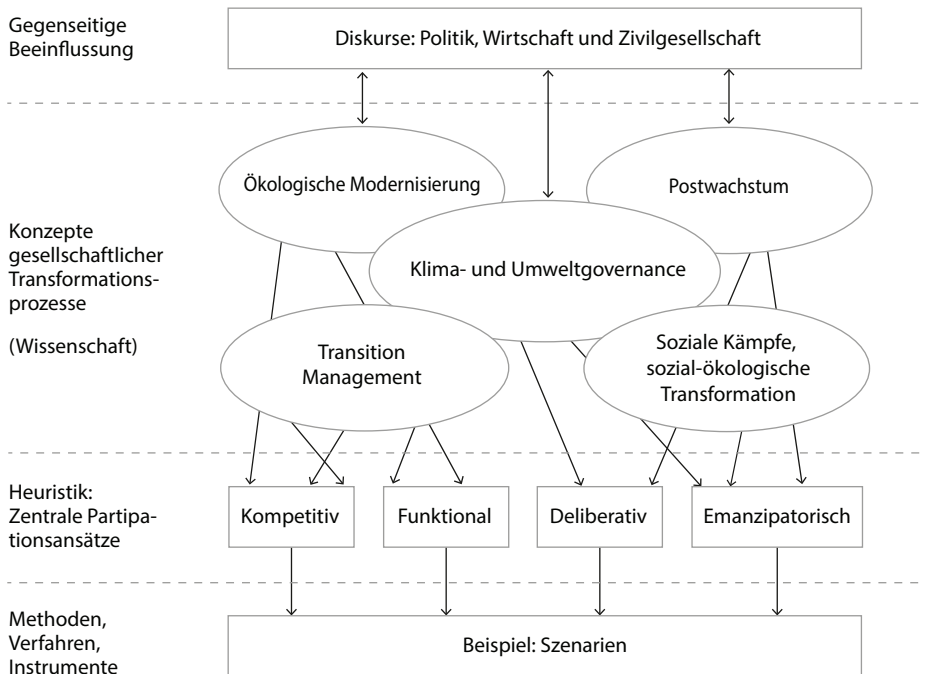 Gegenseitige
Beeinflussung
Diskurse: Politik, Wirtschaft und Zivilgesellschaft
Ökologische Modernisierung
Postwachstum
Konzepte
gesellschaftlicher
Transformations-
prozesse
(Wissenschaft)
Klima- und Umweltgovernance
Transition
Management
Soziale Kämpfe,
sozial-ökologische
Transformation
Heuristik:
Zentrale Partipa-
tionsansätze
Kompetitiv
Funktional
Deliberativ
Emanzipatorisch
Methoden,
Verfahren,
Instrumente
Beispiel: Szenarien